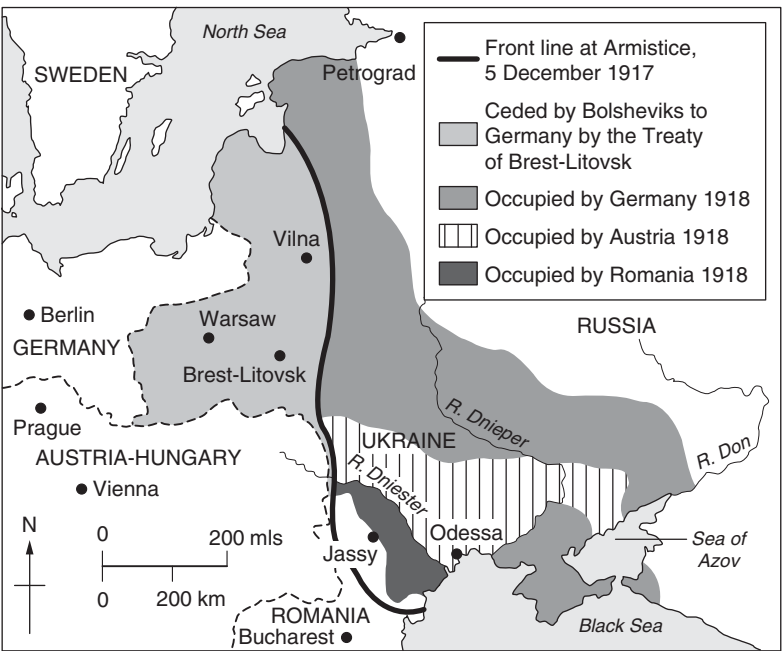 North Sea
SWEDEN
Petrograd
Front line at Armistice,
5 December 1917
Ceded by Bolsheviks to
Germany by the Treaty
of Brest-Litovsk
Occupied by Germany 1918
Occupied by Austria 1918
Occupied by Romania 1918
Vilna
Berlin
Warsaw
RUSSIA
GERMANY
Brest-Litovsk
Prague
R. Dnieper
UKRAINE
AUSTRIA-HUNGARY
R. Don
Vienna
R. Dniester
N
0 200 mls
Odessa
Jassy
Sea of
Azov
0 200 km
ROMANIA
Bucharest
Black Sea